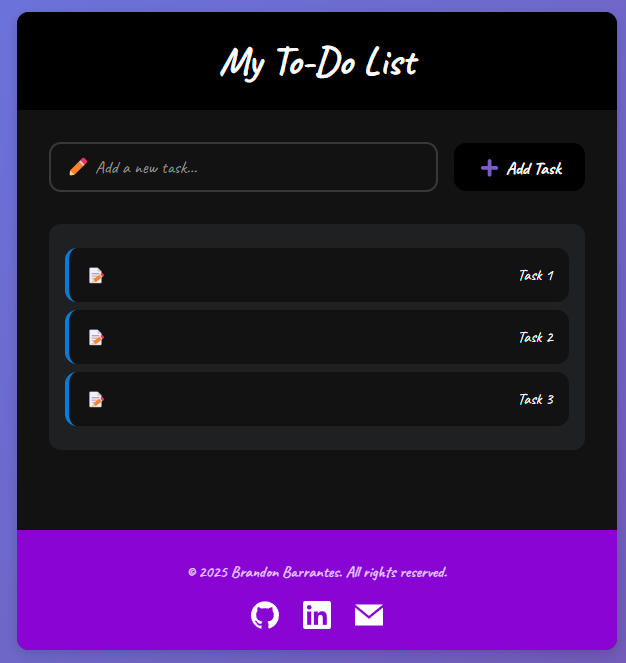 My To-Do List
Add a new task...
Add Task
Task 1
Task 2
Task 3
© 2025 Brandon Barrantes. All rights reserved.
in